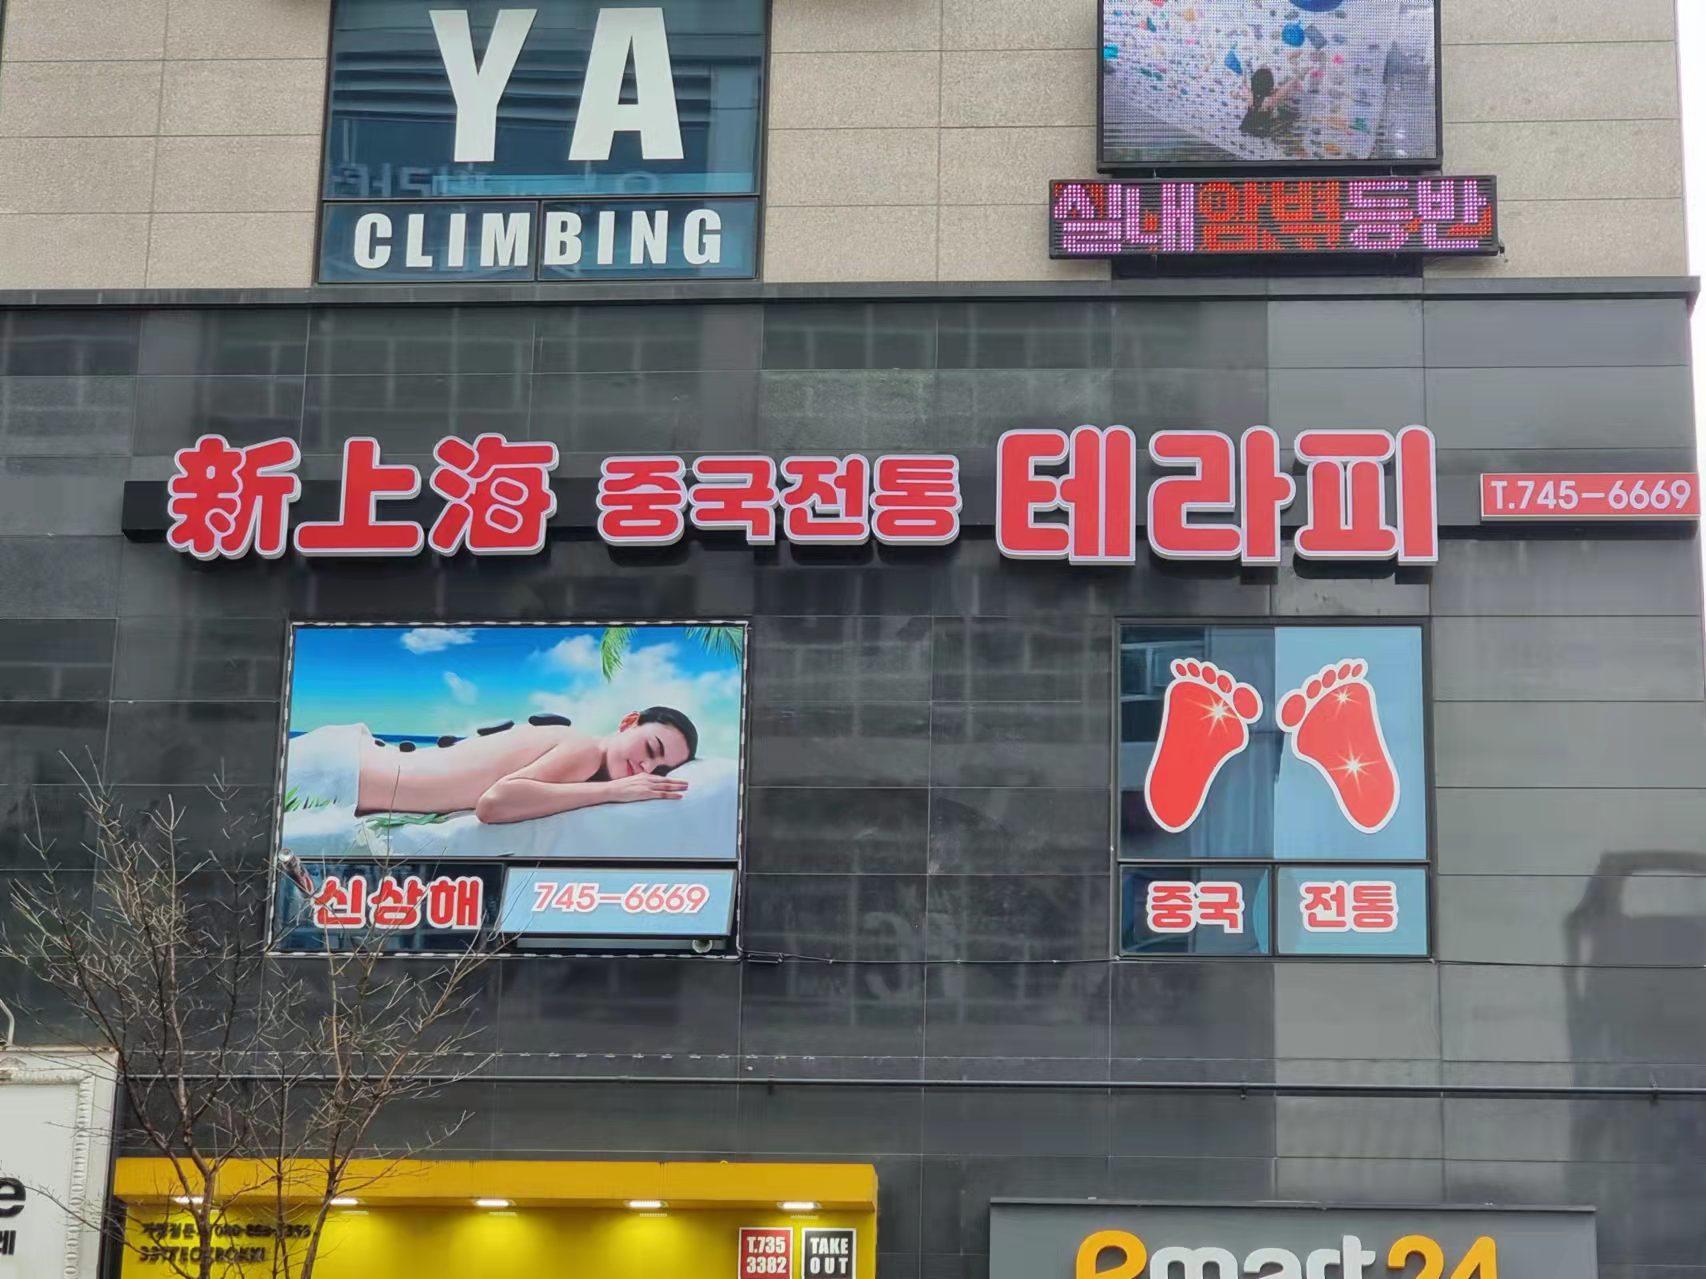 YA
CLIMBING
실내암벽등반
新上海 중국전통 테라피
T.745-6669
신상해
745-6669
중국 전통
T.735
3382
TAKE
OUT
emart24